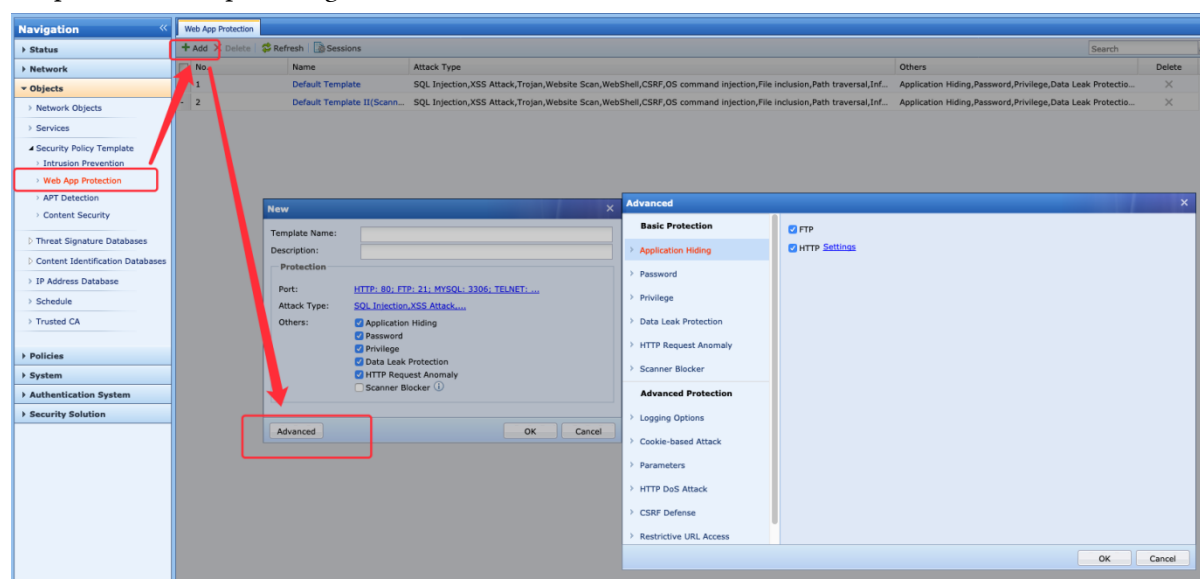 Navigation
Status
Network
Objects
Network Objects
Services
Security Policy Template
Intrusion Prevention
Web App Protection
APT Detection
Content Security
Threat Signature Databases
Content Identification Databases
IP Address Database
Schedule
Trusted CA
Policies
System
Authentication System
Security Solution
Web App Protection
Add Delete Refresh Sessions Search
No. Name Attack Type Others Delete
1 Default Template SQL Injection,XSS Attack,Trojan,Website Scan,WebShell,CSRF,OS command injection,File inclusion,Path traversal,Inf... Application Hiding,Password,Privilege,Data Leak Protectio...
2 Default Template II(Scann... SQL Injection,XSS Attack,Trojan,Website Scan,WebShell,CSRF,OS command injection,File inclusion,Path traversal,Inf... Application Hiding,Password,Privilege,Data Leak Protectio...
New
Template Name:
Description:
Protection
Port: HTTP: 80; FTP: 21; MYSQL: 3306; TELNET: ...
Attack Type: SQL Injection,XSS Attack,...
Others: Application Hiding
Password
Privilege
Data Leak Protection
HTTP Request Anomaly
Scanner Blocker
Advanced OK Cancel
Advanced
Basic Protection
Application Hiding
Password
Privilege
Data Leak Protection
HTTP Request Anomaly
Scanner Blocker
Advanced Protection
Logging Options
Cookie-based Attack
Parameters
HTTP DoS Attack
CSRF Defense
Restrictive URL Access
FTP
HTTP Settings
OK Cancel